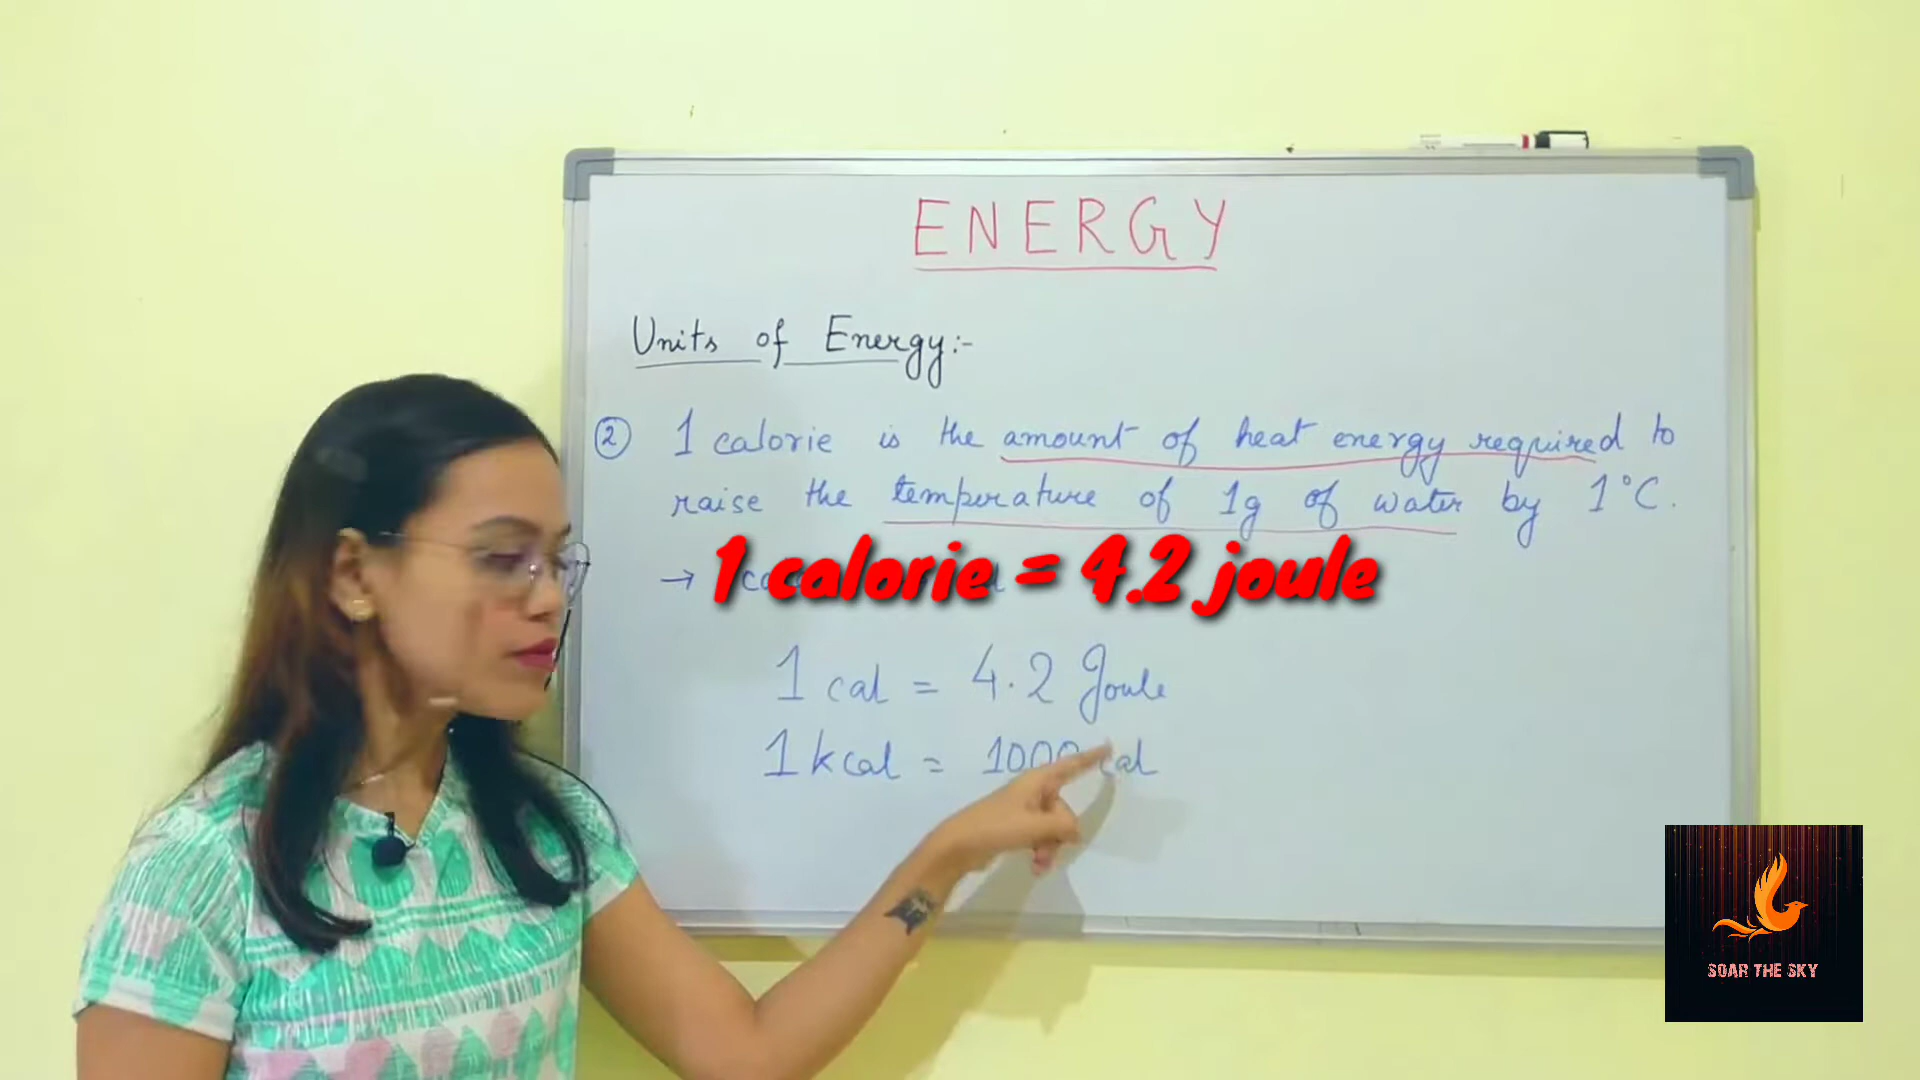 ENERGY
Units of Energy:-
② 1 calorie is the amount of heat energy required to
raise the temperature of 1g of water by 1°C.
1 calorie = 4.2 joule
→
1 cal = 4.2 Joule
1 kcal = 1000 cal
SOAR THE SKY